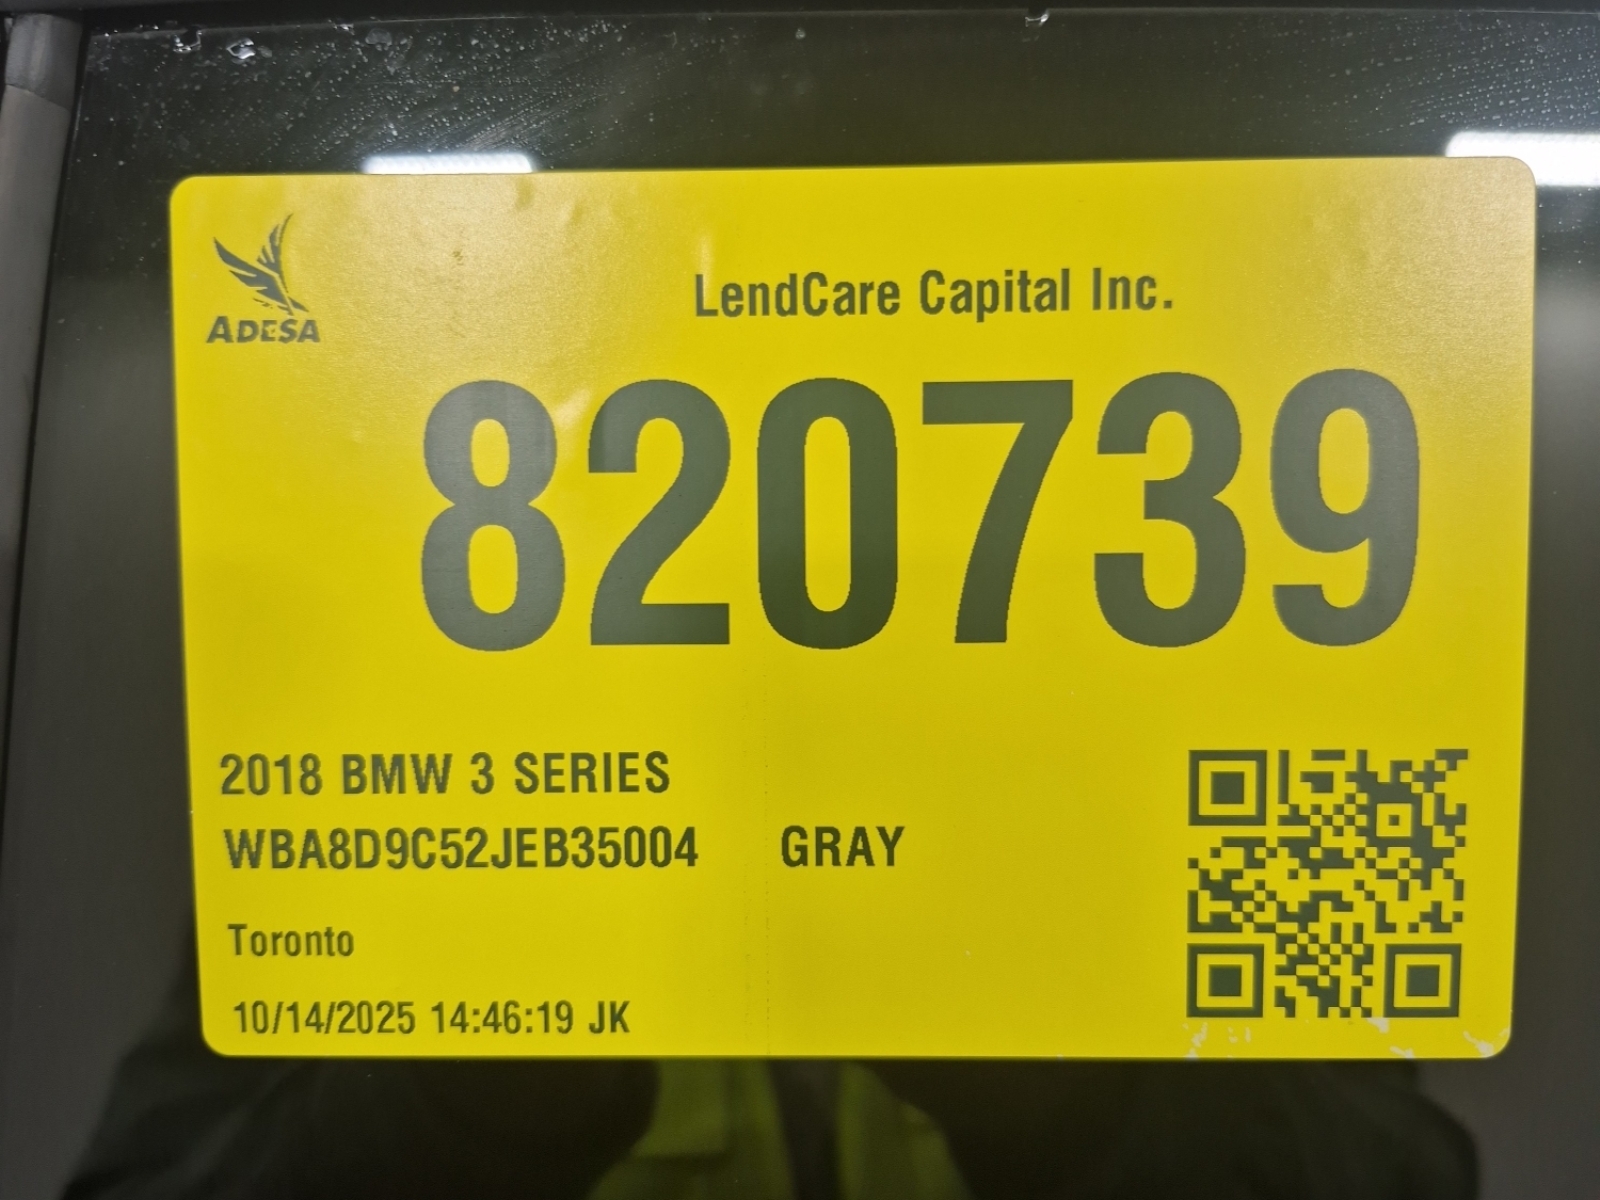 ADESA
LendCare Capital Inc.
820739
2018 BMW 3 SERIES
WBA8D9C52JEB35004 GRAY
Toronto
10/14/2025 14:46:19 JK